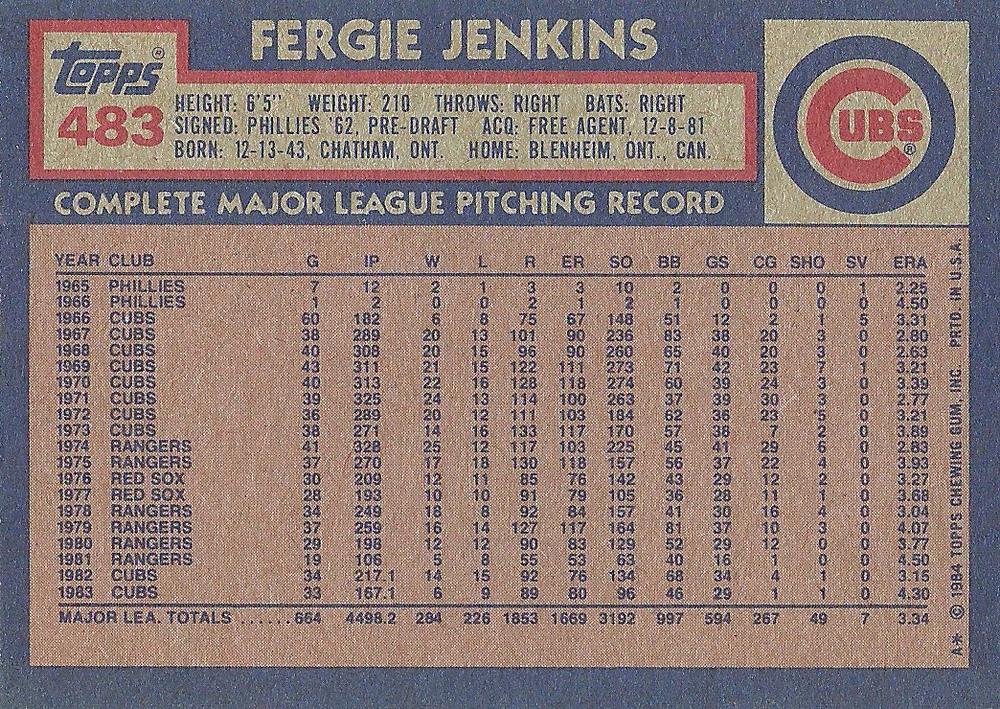 FERGIE JENKINS
Topps®
483
HEIGHT: 6'5" WEIGHT: 210 THROWS: RIGHT BATS: RIGHT
SIGNED: PHILLIES '62, PRE-DRAFT ACQ: FREE AGENT, 12-8-81
BORN: 12-13-43, CHATHAM, ONT. HOME: BLENHEIM, ONT., CAN.
CUBS®
COMPLETE MAJOR LEAGUE PITCHING RECORD
YEAR CLUB G IP W L R ER SO BB GS CG SHO SV ERA
1965 PHILLIES 7 12 2 1 3 3 10 2 0 0 0 1 2.25
1966 PHILLIES 1 2 0 0 2 1 2 1 0 0 0 0 4.50
1966 CUBS 60 182 6 8 75 67 148 51 12 2 1 5 3.31
1967 CUBS 38 289 20 13 101 90 236 83 38 20 3 0 2.80
1968 CUBS 40 308 20 15 96 90 260 65 40 20 3 0 2.63
1969 CUBS 43 311 21 15 122 111 273 71 42 23 7 1 3.21
1970 CUBS 40 313 22 16 128 118 274 60 39 24 3 0 3.39
1971 CUBS 39 325 24 13 114 100 263 37 39 30 3 0 2.77
1972 CUBS 36 289 20 12 111 103 184 62 36 23 5 0 3.21
1973 CUBS 38 271 14 16 133 117 170 57 38 7 2 0 3.89
1974 RANGERS 41 328 25 12 117 103 225 45 41 29 6 0 2.83
1975 RANGERS 37 270 17 18 130 118 157 56 37 22 4 0 3.93
1976 RED SOX 30 209 12 11 85 76 142 43 29 12 2 0 3.27
1977 RED SOX 28 193 10 10 91 79 105 36 28 11 1 0 3.68
1978 RANGERS 34 249 18 8 92 84 157 41 30 16 4 0 3.04
1979 RANGERS 37 259 16 14 127 117 164 81 37 10 3 0 4.07
1980 RANGERS 29 198 12 12 90 83 129 52 29 12 0 0 3.77
1981 RANGERS 19 106 5 8 55 53 63 40 16 1 0 0 4.50
1982 CUBS 34 217.1 14 15 92 76 134 68 34 4 1 0 3.15
1983 CUBS 33 167.1 6 9 89 80 96 46 29 1 1 0 4.30
MAJOR LEA. TOTALS ......664 4498.2 284 226 1853 1669 3192 997 594 267 49 7 3.34
A* © 1984 TOPPS CHEWING GUM, INC. PRTD. IN U.S.A.